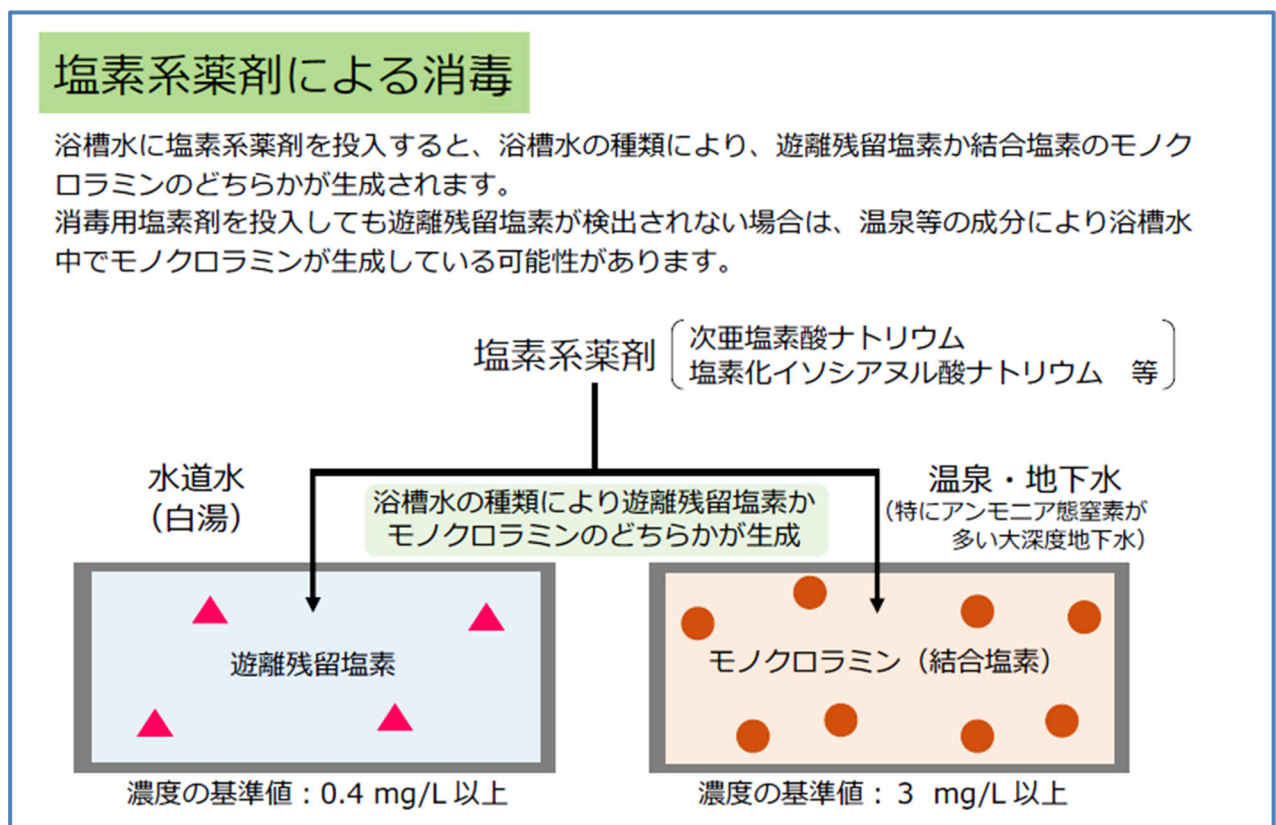 塩素系薬剤による消毒
浴槽水に塩素系薬剤を投入すると、浴槽水の種類により、遊離残留塩素か結合塩素のモノク
ロラミンのどちらかが生成されます。
消毒用塩素剤を投入しても遊離残留塩素が検出されない場合は、温泉等の成分により浴槽水
中でモノクロラミンが生成している可能性があります。
塩素系薬剤
次亜塩素酸ナトリウム
塩素化イソシアヌル酸ナトリウム　等
水道水
（白湯）
浴槽水の種類により遊離残留塩素か
モノクロラミンのどちらかが生成
温泉・地下水
（特にアンモニア態窒素が
多い大深度地下水）
遊離残留塩素
モノクロラミン（結合塩素）
濃度の基準値：0.4 mg/L 以上
濃度の基準値： 3 mg/L 以上